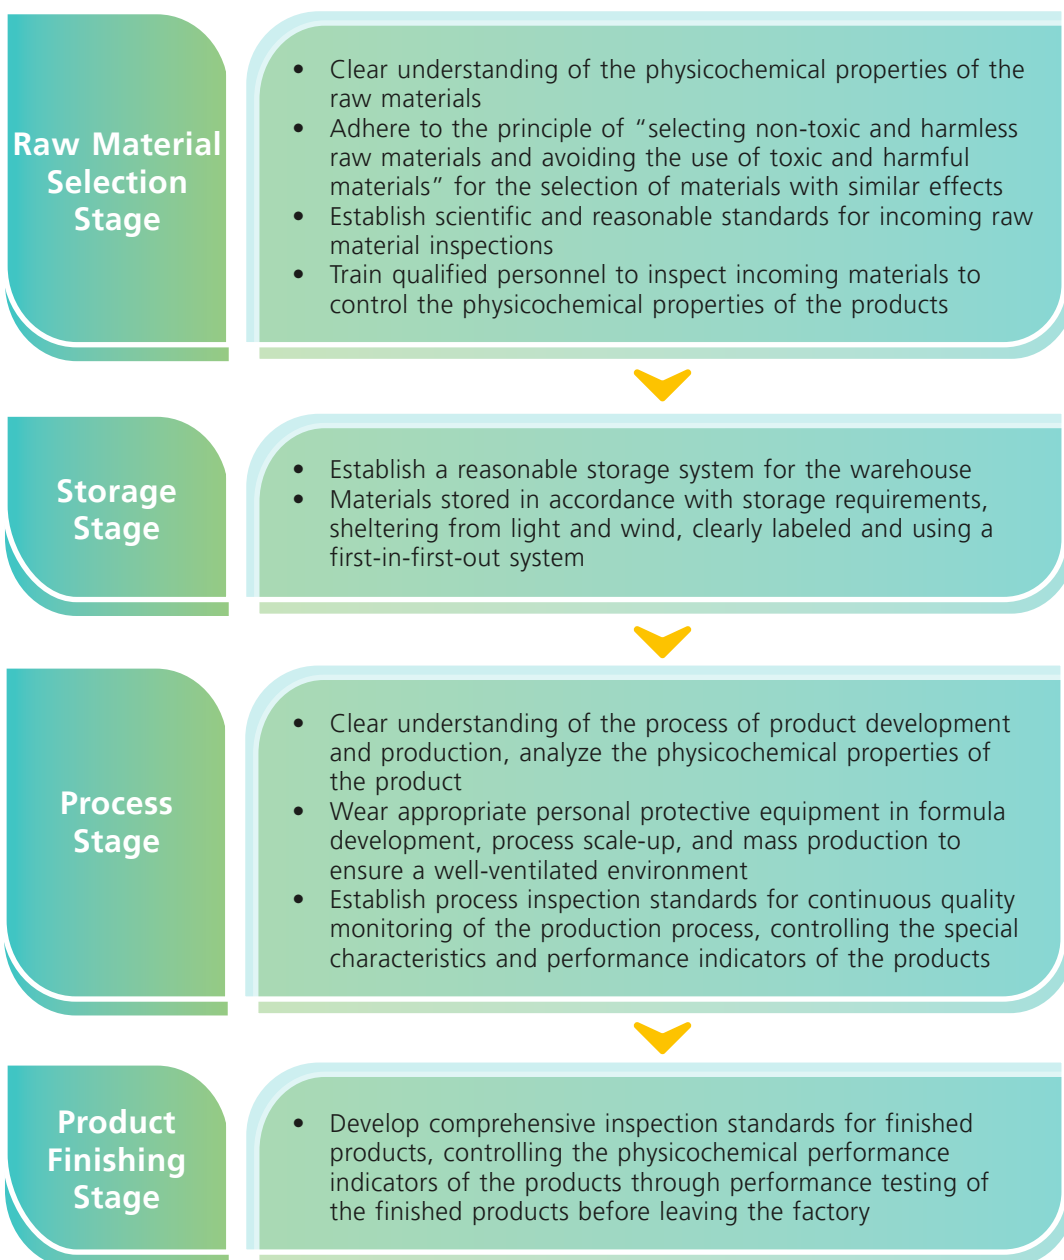 Raw Material
Selection
Stage
• Clear understanding of the physicochemical properties of the
raw materials
• Adhere to the principle of “selecting non-toxic and harmless
raw materials and avoiding the use of toxic and harmful
materials” for the selection of materials with similar effects
• Establish scientific and reasonable standards for incoming raw
material inspections
• Train qualified personnel to inspect incoming materials to
control the physicochemical properties of the products
Storage
Stage
• Establish a reasonable storage system for the warehouse
• Materials stored in accordance with storage requirements,
sheltering from light and wind, clearly labeled and using a
first-in-first-out system
Process
Stage
• Clear understanding of the process of product development
and production, analyze the physicochemical properties of
the product
• Wear appropriate personal protective equipment in formula
development, process scale-up, and mass production to
ensure a well-ventilated environment
• Establish process inspection standards for continuous quality
monitoring of the production process, controlling the special
characteristics and performance indicators of the products
Product
Finishing
Stage
• Develop comprehensive inspection standards for finished
products, controlling the physicochemical performance
indicators of the products through performance testing of
the finished products before leaving the factory